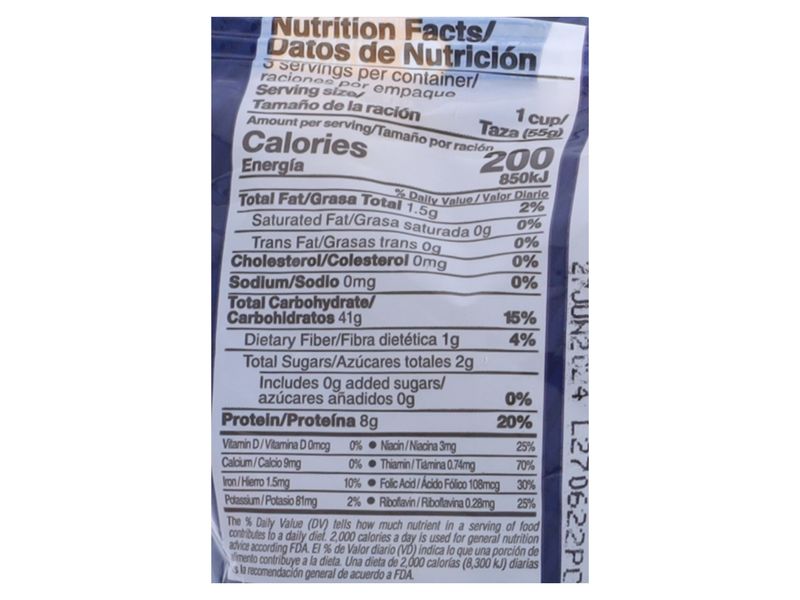 Nutrition Facts/
Datos de Nutrición
5 servings per container/
raciones por empaque
Serving size/
Tamaño de la ración 1 cup/
Taza (55g)
Amount per serving/Tamaño por ración
Calories 200
Energía 850kJ
% Daily Value / Valor Diario
Total Fat/Grasa Total 1.5g 2%
Saturated Fat/Grasa saturada 0g 0%
Trans Fat/Grasas trans 0g 0%
Cholesterol/Colesterol 0mg 0%
Sodium/Sodio 0mg 0%
Total Carbohydrate/
Carbohidratos 41g 15%
Dietary Fiber/Fibra dietética 1g 4%
Total Sugars/Azúcares totales 2g
Includes 0g added sugars/
azúcares añadidos 0g 0%
Protein/Proteína 8g 20%
Vitamin D / Vitamina D 0mcg 0% ● Niacin / Niacina 3mg 25%
Calcium / Calcio 9mg 0% ● Thiamin / Tiamina 0.74mg 70%
Iron / Hierro 1.5mg 10% ● Folic Acid / Ácido Fólico 108mcg 30%
Potassium / Potasio 81mg 2% ● Riboflavin / Riboflavina 0.28mg 25%
The % Daily Value (DV) tells how much nutrient in a serving of food
contributes to a daily diet. 2,000 calories a day is used for general nutrition
advice according FDA. El % de Valor diario (VD) indica lo que una porción de
alimento contribuye a la dieta. Una dieta de 2,000 calorías (8,300 kJ) diarias
s la recomendación general de acuerdo a FDA.
27JUN2024 L270622P